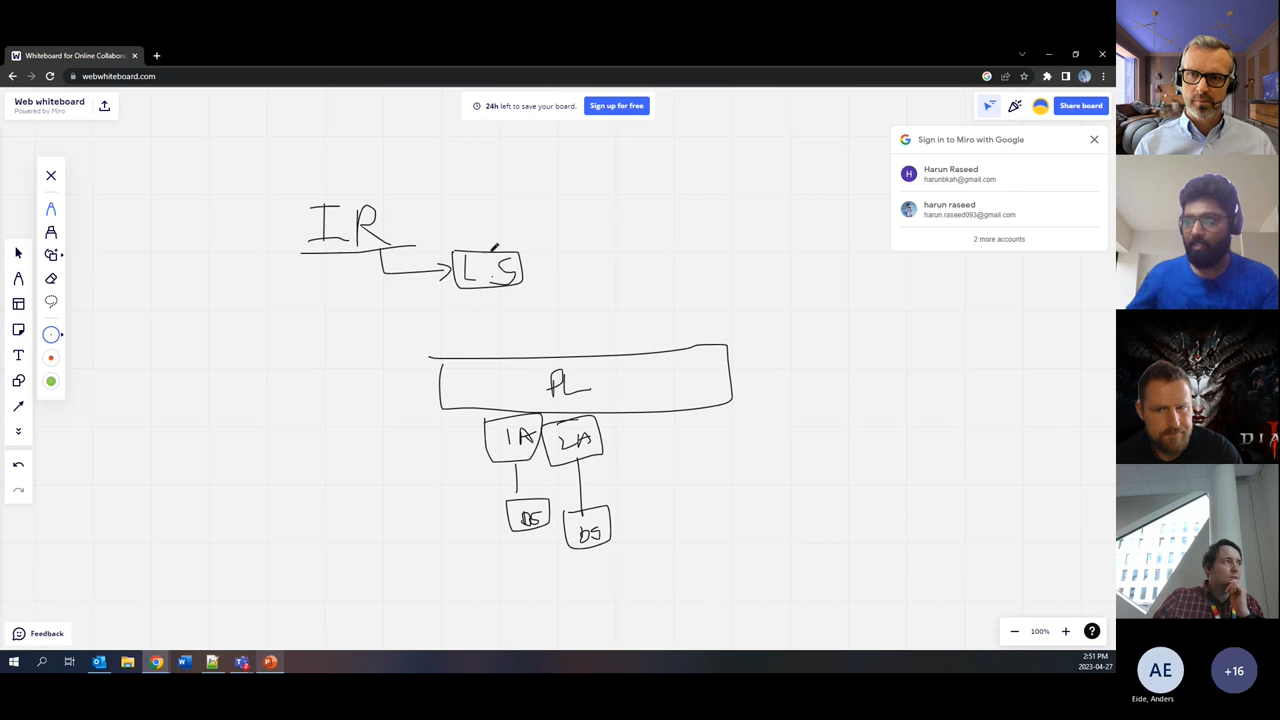 Whiteboard for Online Collabora
webwhiteboard.com
Web whiteboard
Powered by Miro
24h left to save your board.
Sign up for free
Share board
Sign in to Miro with Google
H
Harun Raseed
harunbkah@gmail.com
harun raseed
harun.raseed093@gmail.com
2 more accounts
IR
L.S
PL
1A
2A
DS
DS
DIA
Feedback
100%
2:51 PM
2023-04-27
AE
Eide, Anders
+16